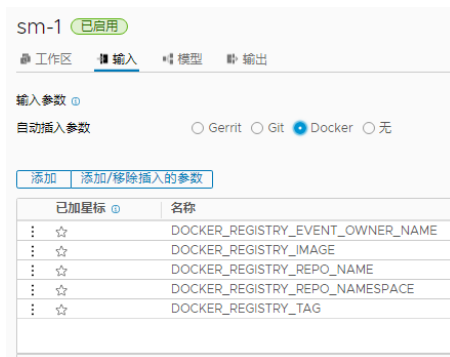 sm-1 已启用
工作区 输入 模型 输出
输入参数
自动插入参数 Gerrit Git Docker 无
添加 添加/移除插入的参数
已加星标 名称
DOCKER_REGISTRY_EVENT_OWNER_NAME
DOCKER_REGISTRY_IMAGE
DOCKER_REGISTRY_REPO_NAME
DOCKER_REGISTRY_REPO_NAMESPACE
DOCKER_REGISTRY_TAG